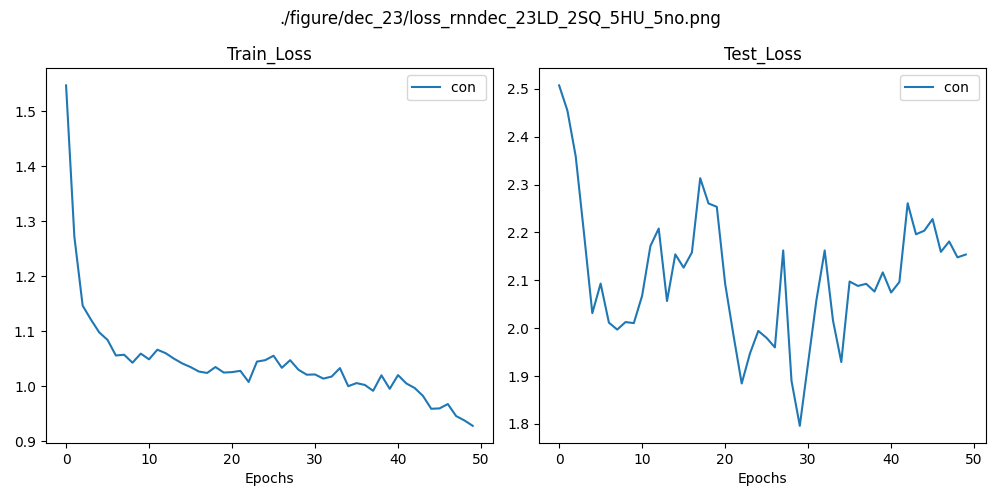 ./figure/dec_23/loss_rnndec_23LD_2SQ_5HU_5no.png
Train_Loss
con
1.5
1.4
1.3
1.2
1.1
1.0
0.9
0 10 20 30 40 50
Epochs
Test_Loss
con
2.5
2.4
2.3
2.2
2.1
2.0
1.9
1.8
0 10 20 30 40 50
Epochs